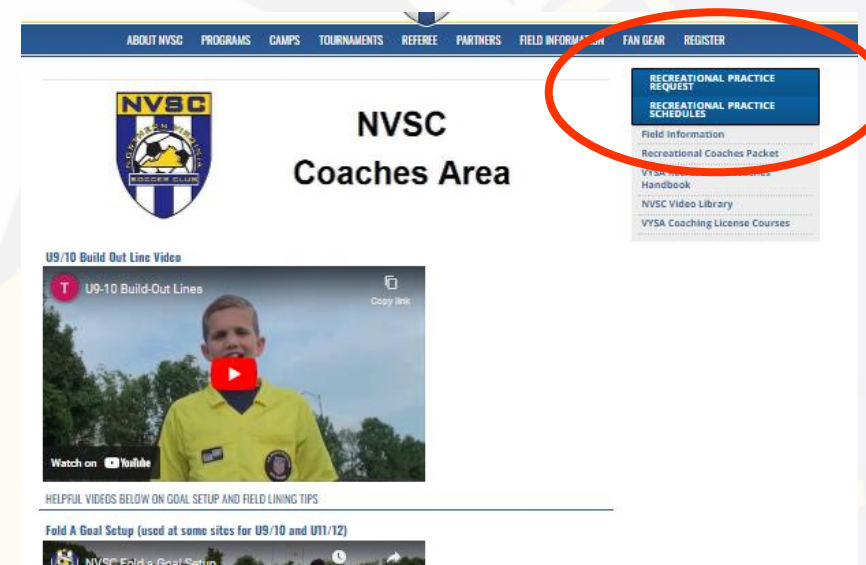 ABOUT NVSC PROGRAMS CAMPS TOURNAMENTS REFEREE PARTNERS FIELD INFORMATION FAN GEAR REGISTER
RECREATIONAL PRACTICE
REQUEST
RECREATIONAL PRACTICE
SCHEDULES
Field Information
Recreational Coaches Packet
VYSA
Handbook
NVSC Video Library
VYSA Coaching License Courses
NVSC
NORTHERN VIRGINIA
SOCCER CLUB
NVSC
Coaches Area
U9/10 Build Out Line Video
T U9-10 Build-Out Lines
Copy link
Watch on YouTube
HELPFUL VIDEOS BELOW ON GOAL SETUP AND FIELD LINING TIPS
Fold A Goal Setup (used at some sites for U9/10 and U11/12)
NVSC Fold a Goal Setup